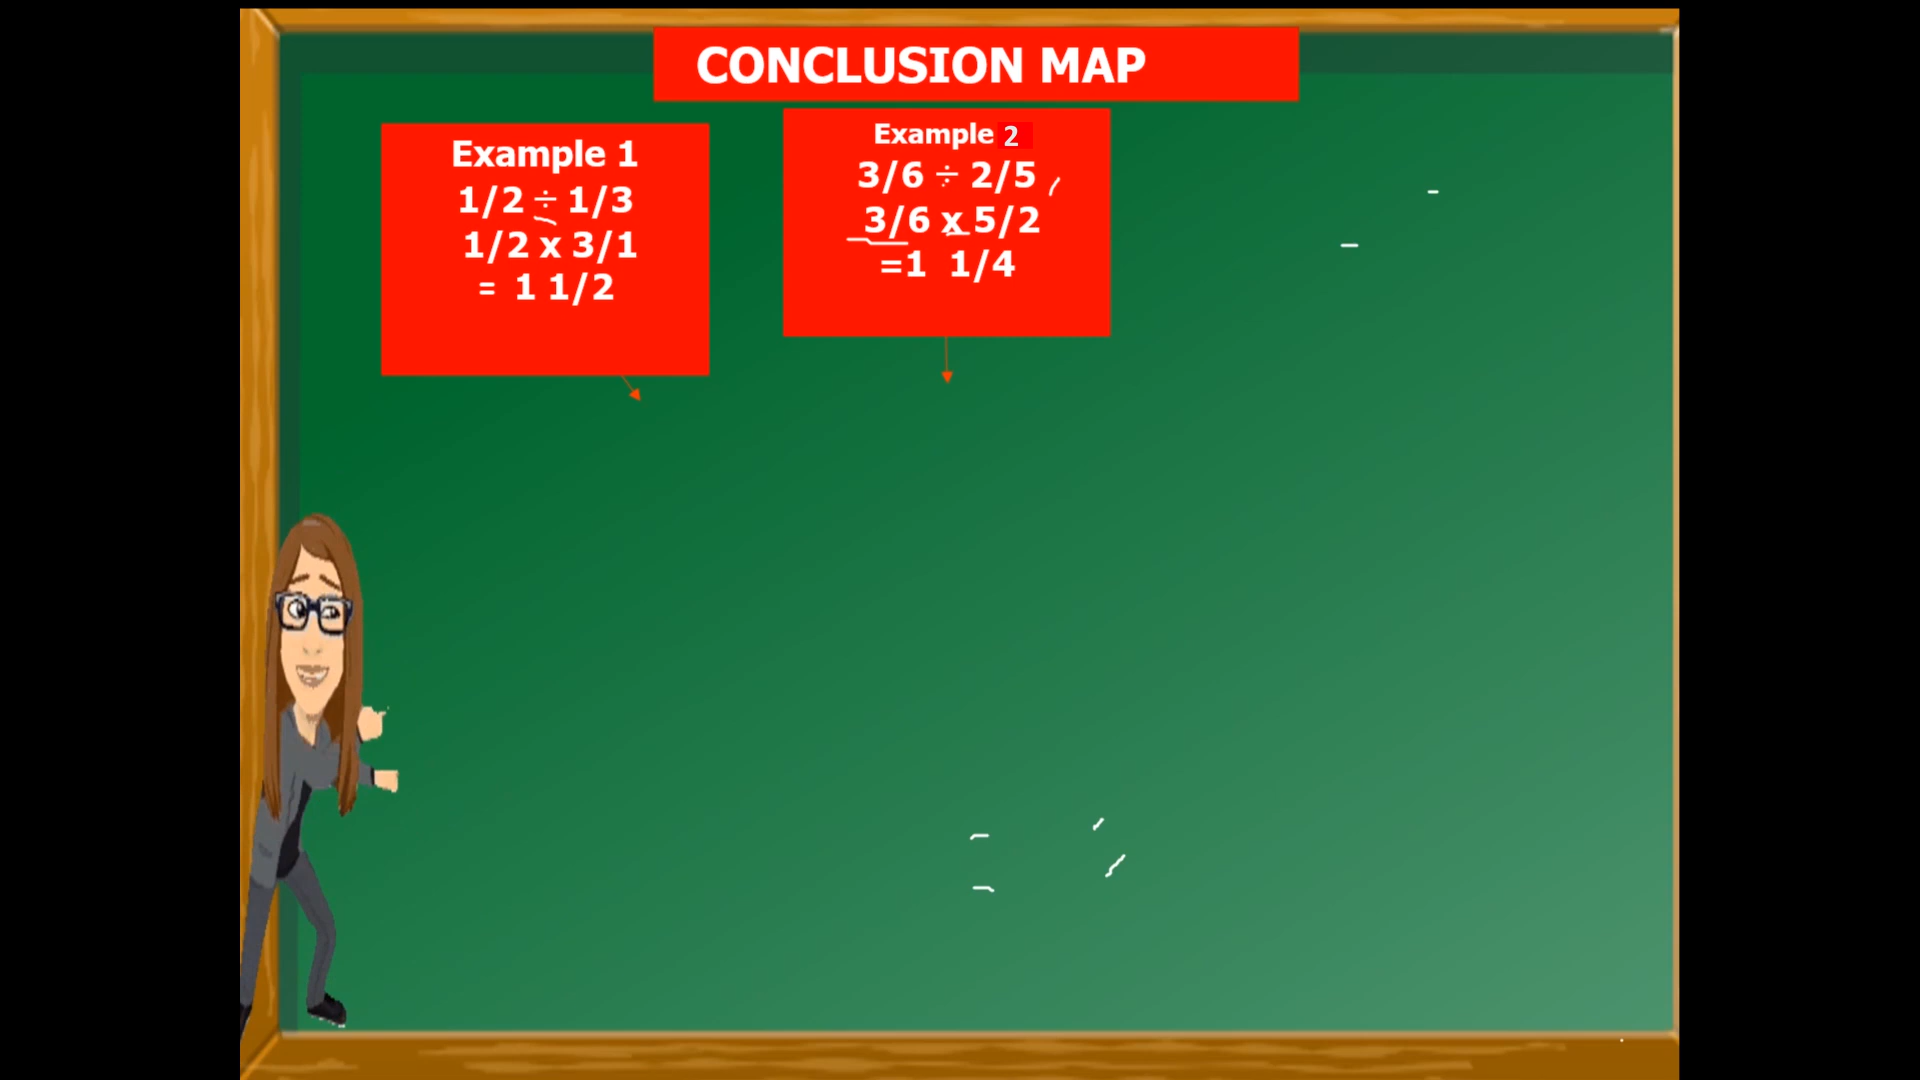 CONCLUSION MAP
Example 1
1/2 ÷ 1/3
1/2 x 3/1
= 1 1/2
Example 2
3/6 ÷ 2/5
3/6 x 5/2
=1 1/4